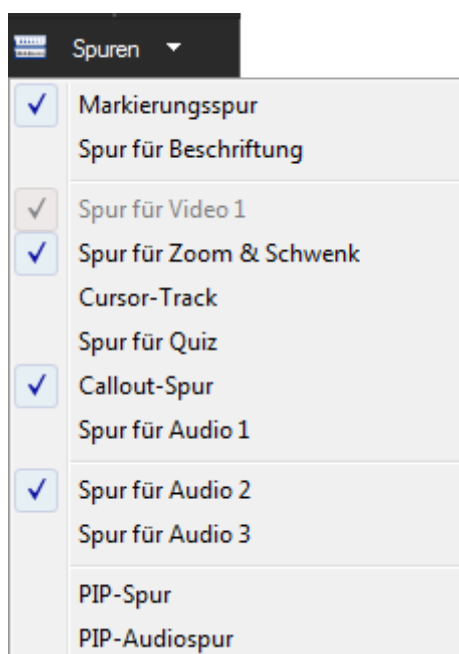 Spuren
Markierungsspur
Spur für Beschriftung
Spur für Video 1
Spur für Zoom & Schwenk
Cursor-Track
Spur für Quiz
Callout-Spur
Spur für Audio 1
Spur für Audio 2
Spur für Audio 3
PIP-Spur
PIP-Audiospur